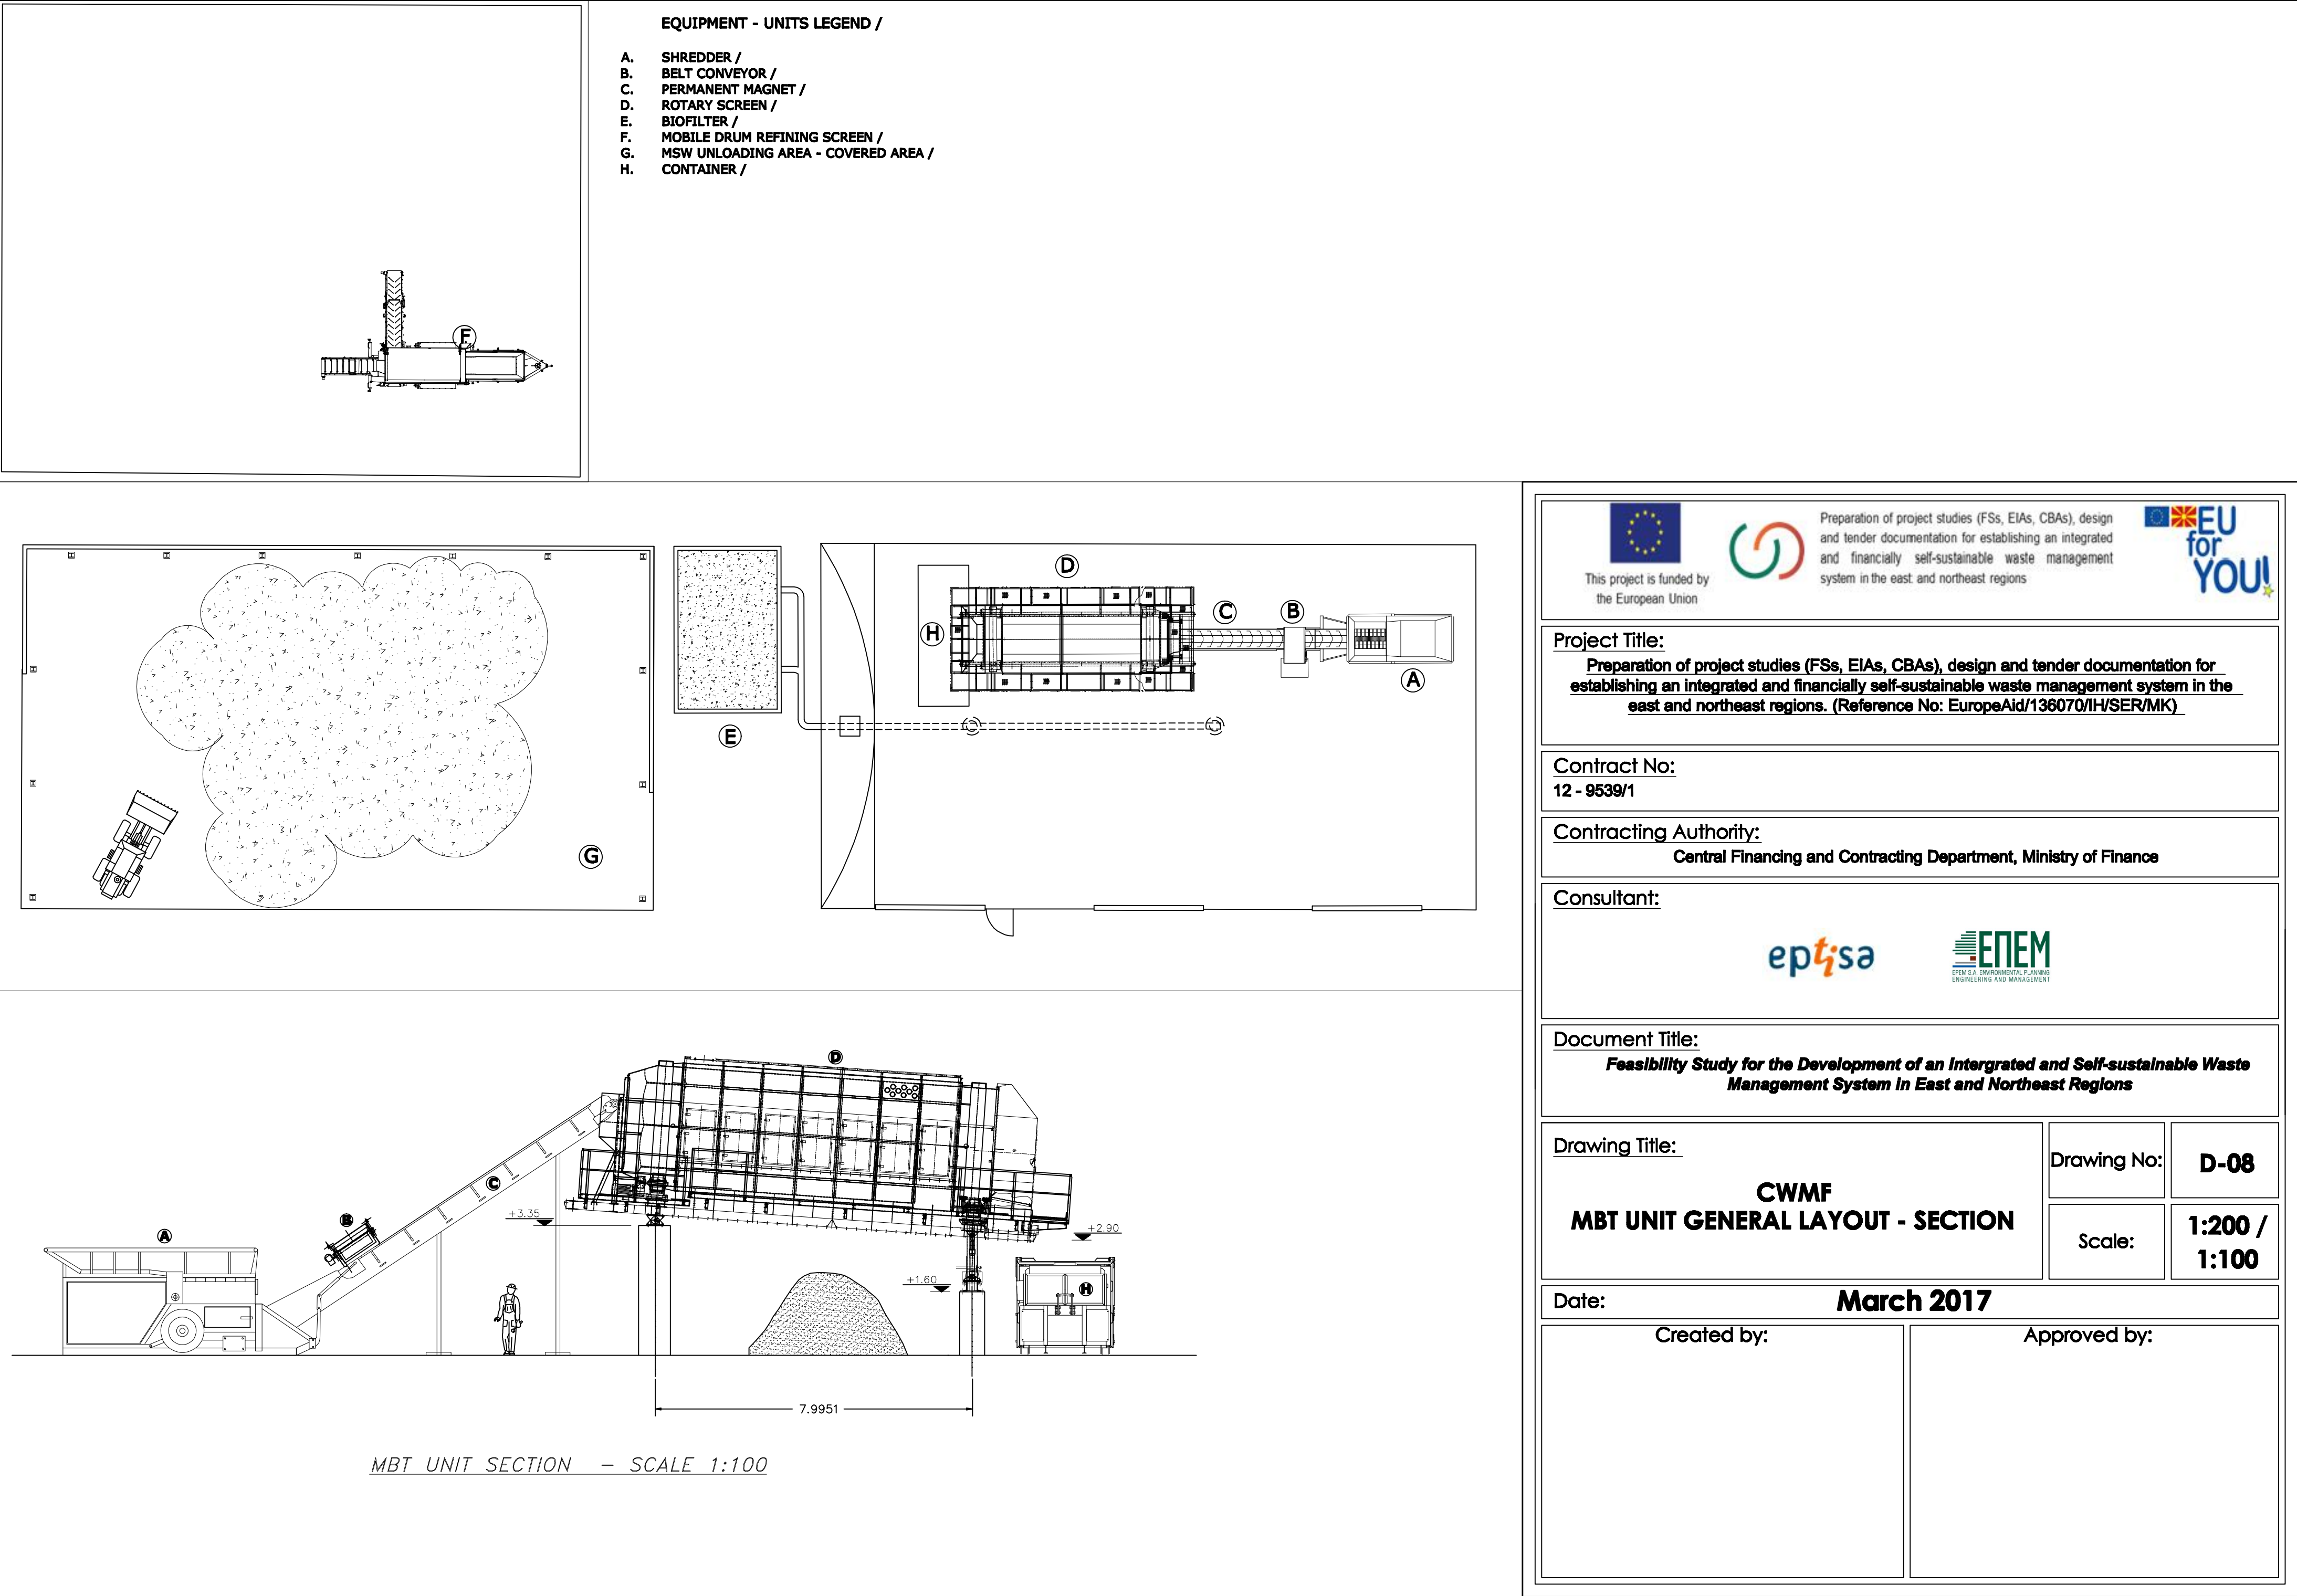 EQUIPMENT - UNITS LEGEND /
A. SHREDDER /
B. BELT CONVEYOR /
C. PERMANENT MAGNET /
D. ROTARY SCREEN /
E. BIOFILTER /
F. MOBILE DRUM REFINING SCREEN /
G. MSW UNLOADING AREA - COVERED AREA /
H. CONTAINER /
F
D
C
B
H
A
E
G
This project is funded by
the European Union
Preparation of project studies (FSs, EIAs, CBAs), design
and tender documentation for establishing an integrated
and financially self-sustainable waste management
system in the east and northeast regions
EU
for
YOU!
Project Title:
Preparation of project studies (FSs, EIAs, CBAs), design and tender documentation for
establishing an integrated and financially self-sustainable waste management system in the
east and northeast regions. (Reference No: EuropeAid/136070/IH/SER/MK)
Contract No:
12 - 9539/1
Contracting Authority:
Central Financing and Contracting Department, Ministry of Finance
Consultant:
eptisa
ΕΠΕΜ
EPEM S.A. ENVIRONMENTAL PLANNING
ENGINEERING AND MANAGEMENT
Document Title:
Feasibility Study for the Development of an Intergrated and Self-sustainable Waste
Management System in East and Northeast Regions
Drawing Title:
CWMF
MBT UNIT GENERAL LAYOUT - SECTION
Drawing No:
D-08
Scale:
1:200 /
1:100
Date:
March 2017
Created by:
Approved by:
D
C
B
A
H
+3.35
+2.90
+1.60
7.9951
MBT UNIT SECTION – SCALE 1:100